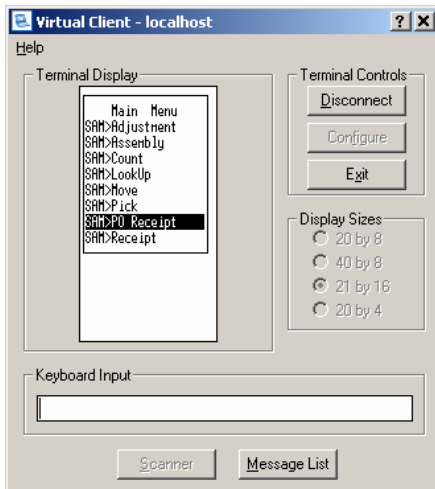 Virtual Client - localhost
Help
Terminal Display
Main Menu
SAM>Adjustment
SAM>Assembly
SAM>Count
SAM>LookUp
SAM>Move
SAM>Pick
SAM>PO Receipt
SAM>Receipt
Terminal Controls
Disconnect
Configure
Exit
Display Sizes
20 by 8
40 by 8
21 by 16
20 by 4
Keyboard Input
Scanner
Message List